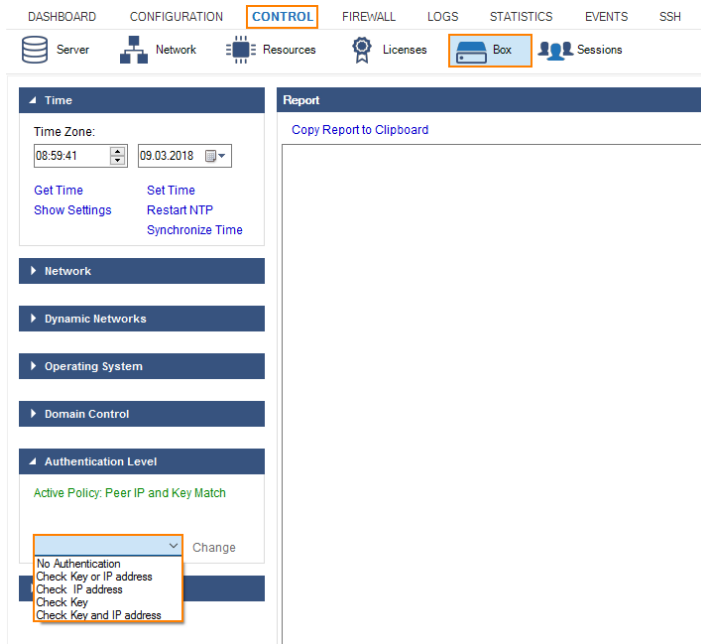 DASHBOARD CONFIGURATION CONTROL FIREWALL LOGS STATISTICS EVENTS SSH
Server Network Resources Licenses Box Sessions
Time
Time Zone:
08:59:41 09.03.2018
Get Time Set Time
Show Settings Restart NTP
Synchronize Time
Network
Dynamic Networks
Operating System
Domain Control
Authentication Level
Active Policy: Peer IP and Key Match
Change
No Authentication
Check Key or IP address
Check IP address
Check Key
Check Key and IP address
Report
Copy Report to Clipboard